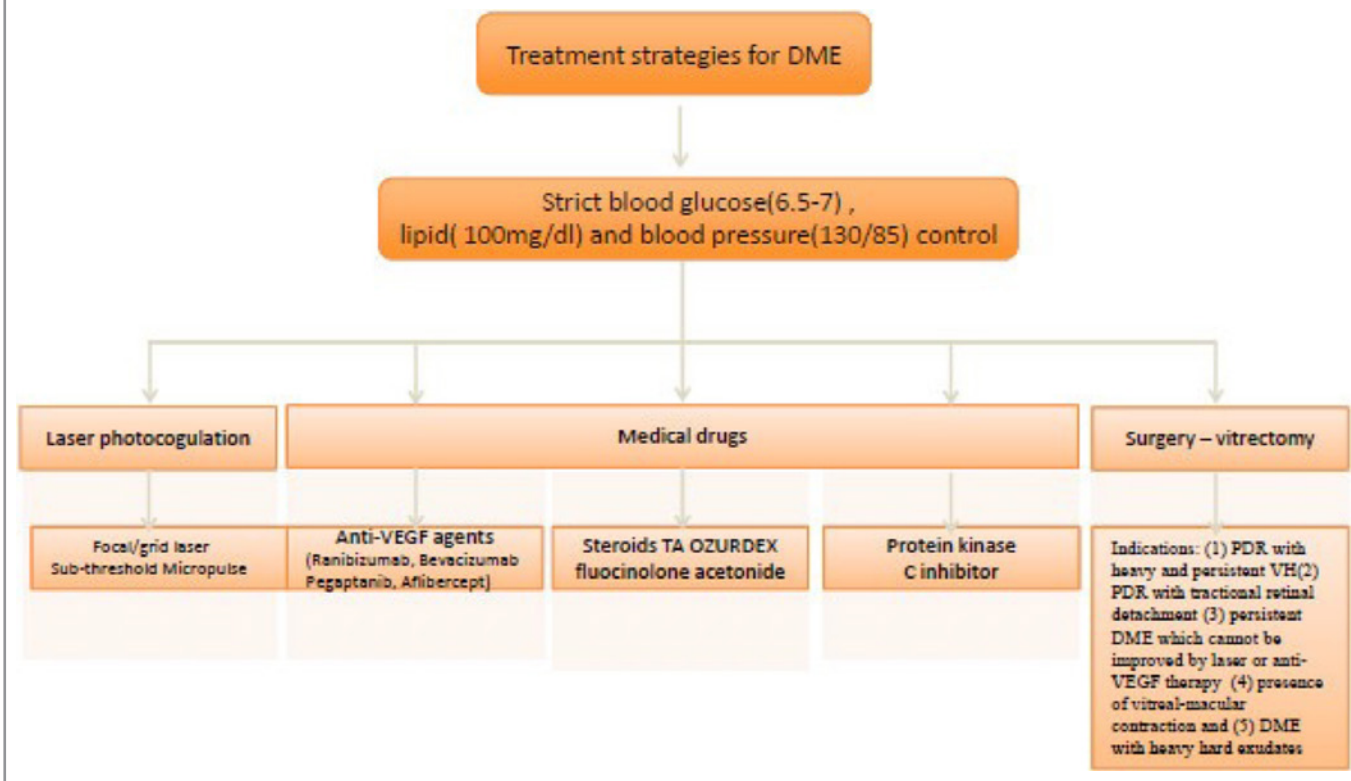 Treatment strategies for DME
Strict blood glucose(6.5-7) ,
lipid( 100mg/dl) and blood pressure(130/85) control
Laser photocogulation
Medical drugs
Surgery – vitrectomy
Focal/grid laser
Sub-threshold Micropulse
Anti-VEGF agents
(Ranibizumab, Bevacizumab
Pegaptanib, Aflibercept)
Steroids TA OZURDEX
fluocinolone acetonide
Protein kinase
C inhibitor
Indications: (1) PDR with
heavy and persistent VH(2)
PDR with tractional retinal
detachment (3) persistent
DME which cannot be
improved by laser or anti-
VEGF therapy (4) presence
of vitreal-macular
contraction and (5) DME
with heavy hard exudates